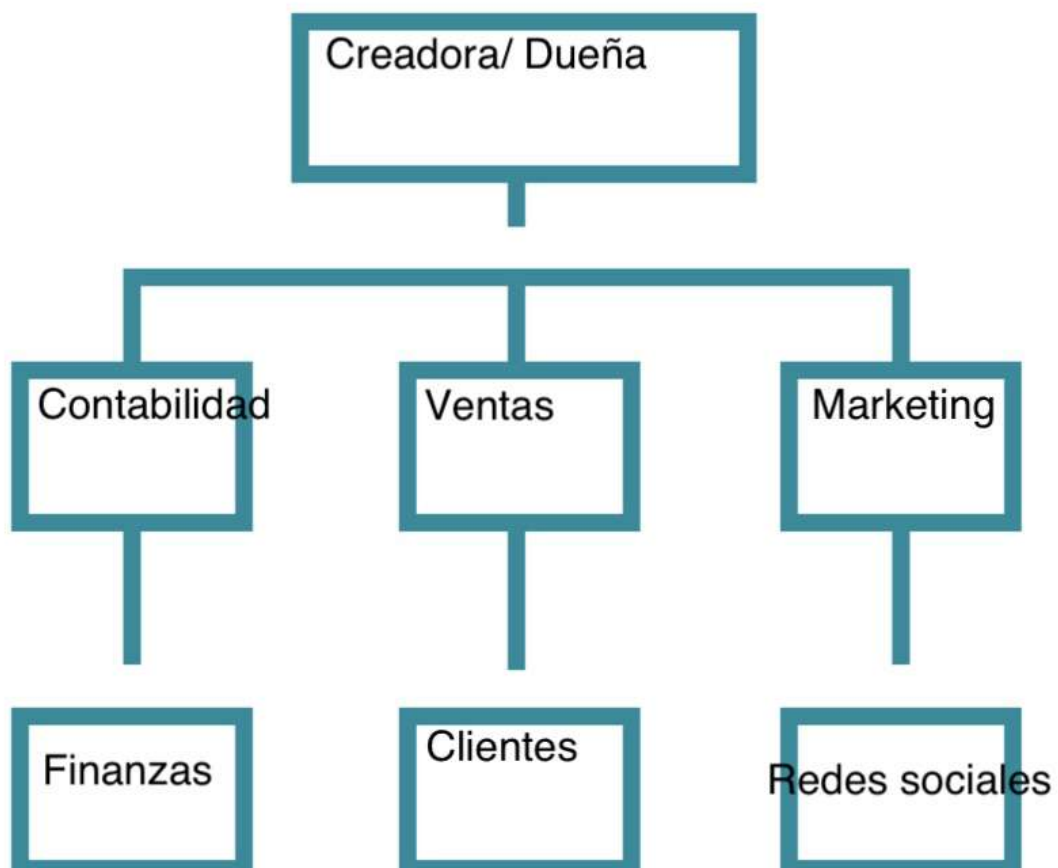 Creadora/ Dueña
Contabilidad
Ventas
Marketing
Finanzas
Clientes
Redes sociales